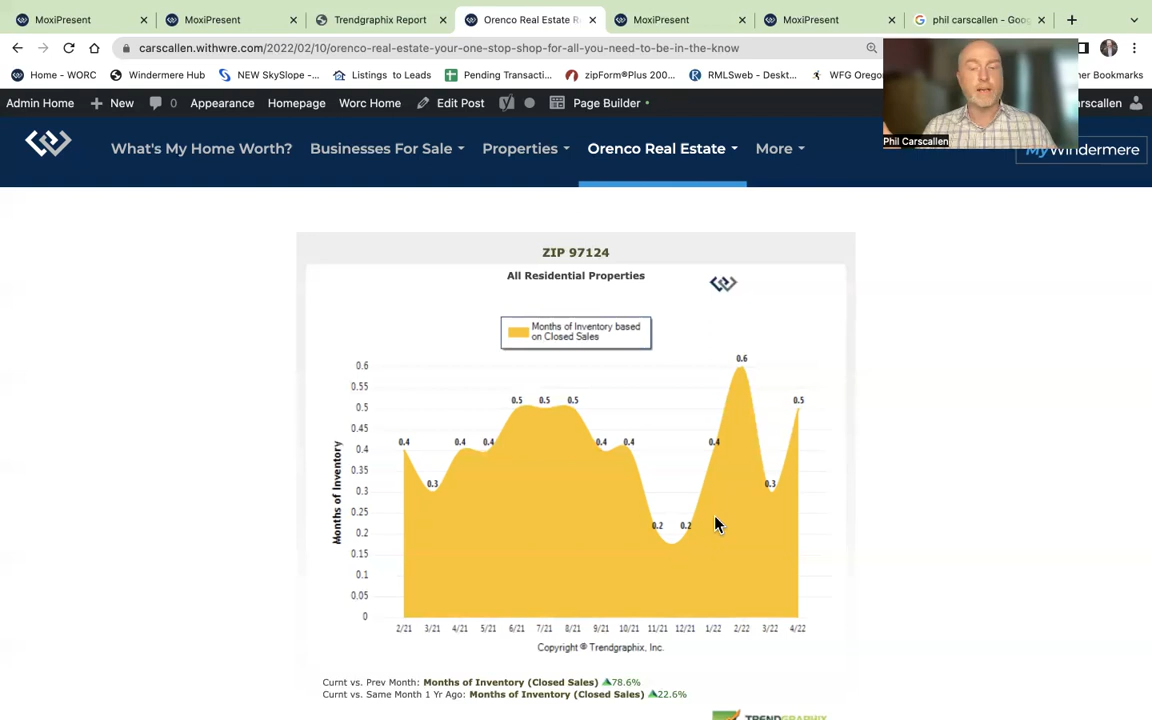 MoxiPresent
MoxiPresent
Trendgraphix Report
Orenco Real Estate R
MoxiPresent
MoxiPresent
phil carscallen - Goo
carscallen.withwre.com/2022/02/10/orenco-real-estate-your-one-stop-shop-for-all-you-need-to-be-in-the-know
Home - WORC
Windermere Hub
NEW SkySlope -...
Listings to Leads
Pending Transacti...
zipForm®Plus 200...
RMLSweb - Deskt...
WFG Orego
Bookmarks
Admin Home
New
0
Appearance
Homepage
Worc Home
Edit Post
Page Builder
carscallen
Phil Carscallen
What's My Home Worth?
Businesses For Sale
Properties
Orenco Real Estate
More
MyWindermere
ZIP 97124
All Residential Properties
Months of Inventory based
on Closed Sales
Months of Inventory
0.6
0.55
0.5
0.45
0.4
0.35
0.3
0.25
0.2
0.15
0.1
0.05
0
0.4
0.3
0.4
0.4
0.5
0.5
0.5
0.4
0.4
0.2
0.2
0.4
0.6
0.3
0.5
2/21 3/21 4/21 5/21 6/21 7/21 8/21 9/21 10/21 11/21 12/21 1/22 2/22 3/22 4/22
Copyright ® Trendgraphix, Inc.
Curnt vs. Prev Month: Months of Inventory (Closed Sales) 78.6%
Curnt vs. Same Month 1 Yr Ago: Months of Inventory (Closed Sales) 22.6%
TRENDGRAPHIX